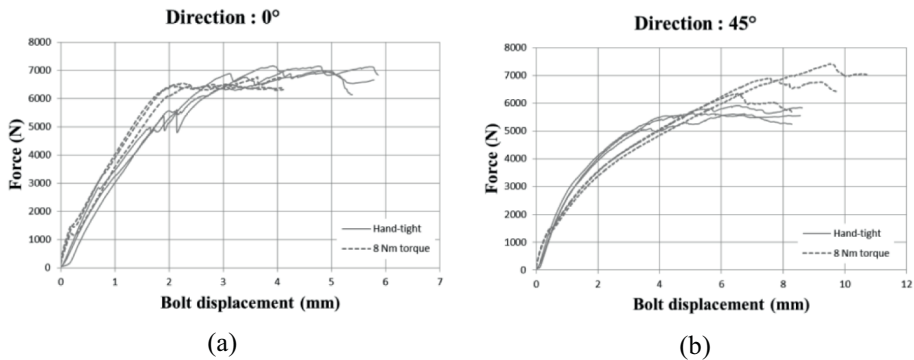 Direction : 0°
8000
7000
6000
5000
4000
3000
2000
1000
0
Force (N)
Hand-tight
8 Nm torque
0 1 2 3 4 5 6 7
Bolt displacement (mm)
(a)
Direction : 45°
8000
7000
6000
5000
4000
3000
2000
1000
0
Force (N)
Hand-tight
8 Nm torque
0 2 4 6 8 10 12
Bolt displacement (mm)
(b)